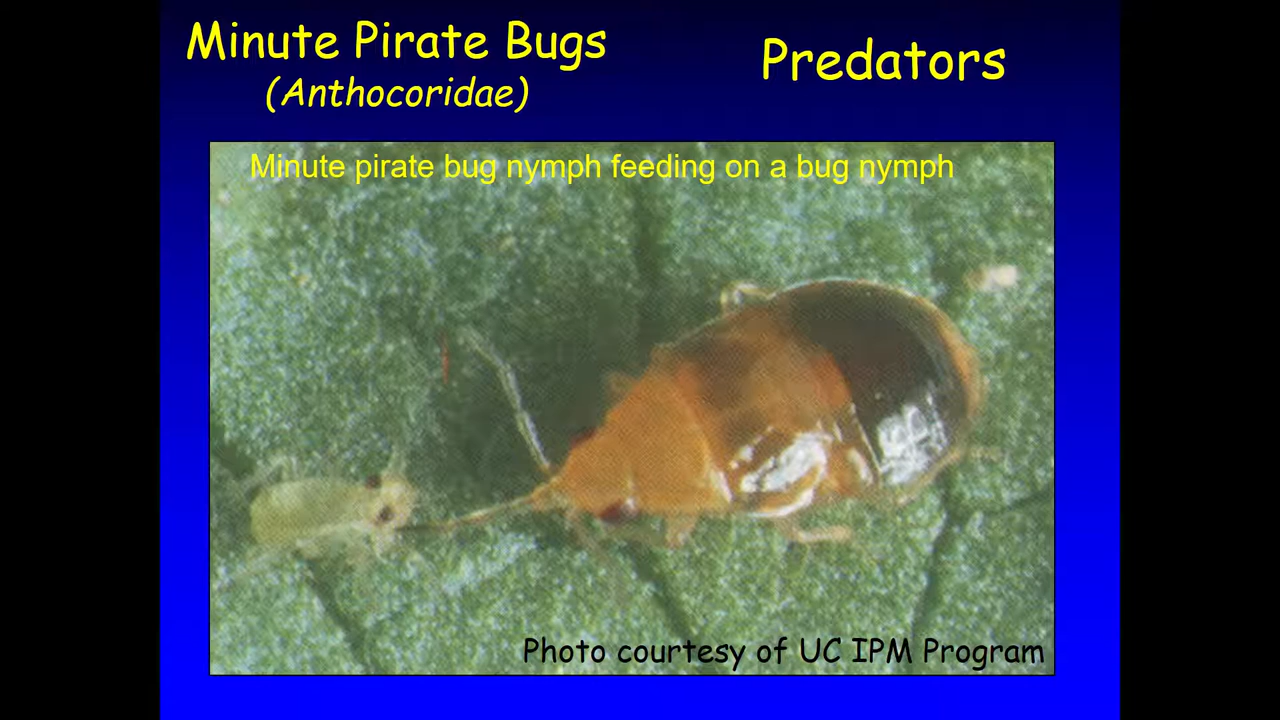 Minute Pirate Bugs
(Anthocoridae)
Predators
Minute pirate bug nymph feeding on a bug nymph
Photo courtesy of UC IPM Program